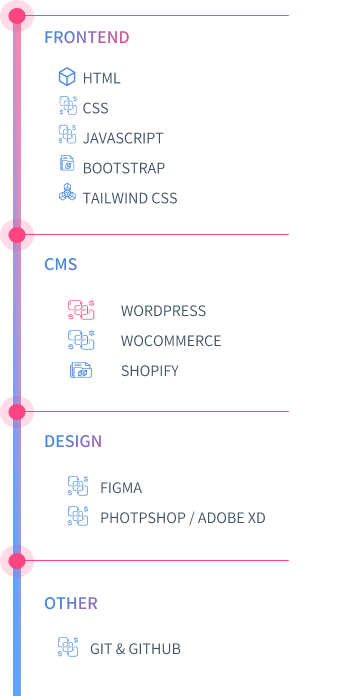 FRONTEND
HTML
CSS
JAVASCRIPT
BOOTSTRAP
TAILWIND CSS
CMS
WORDPRESS
WOCOMMERCE
SHOPIFY
DESIGN
FIGMA
PHOTPSHOP / ADOBE XD
OTHER
GIT & GITHUB